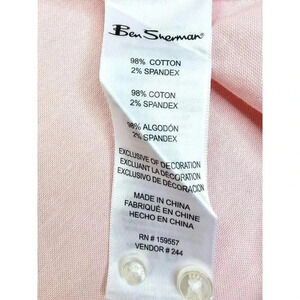 Ben Sherman
98% COTTON
2% SPANDEX
98% COTON
2% SPANDEX
98% ALGODÓN
2% SPANDEX
EXCLUSIVE OF DECORATION
EXCLUANT LA DÉCORATION
EXCLUSIVO DE DECORACIÓN
MADE IN CHINA
FABRIQUÉ EN CHINE
HECHO EN CHINA
RN # 159557
VENDOR # 244